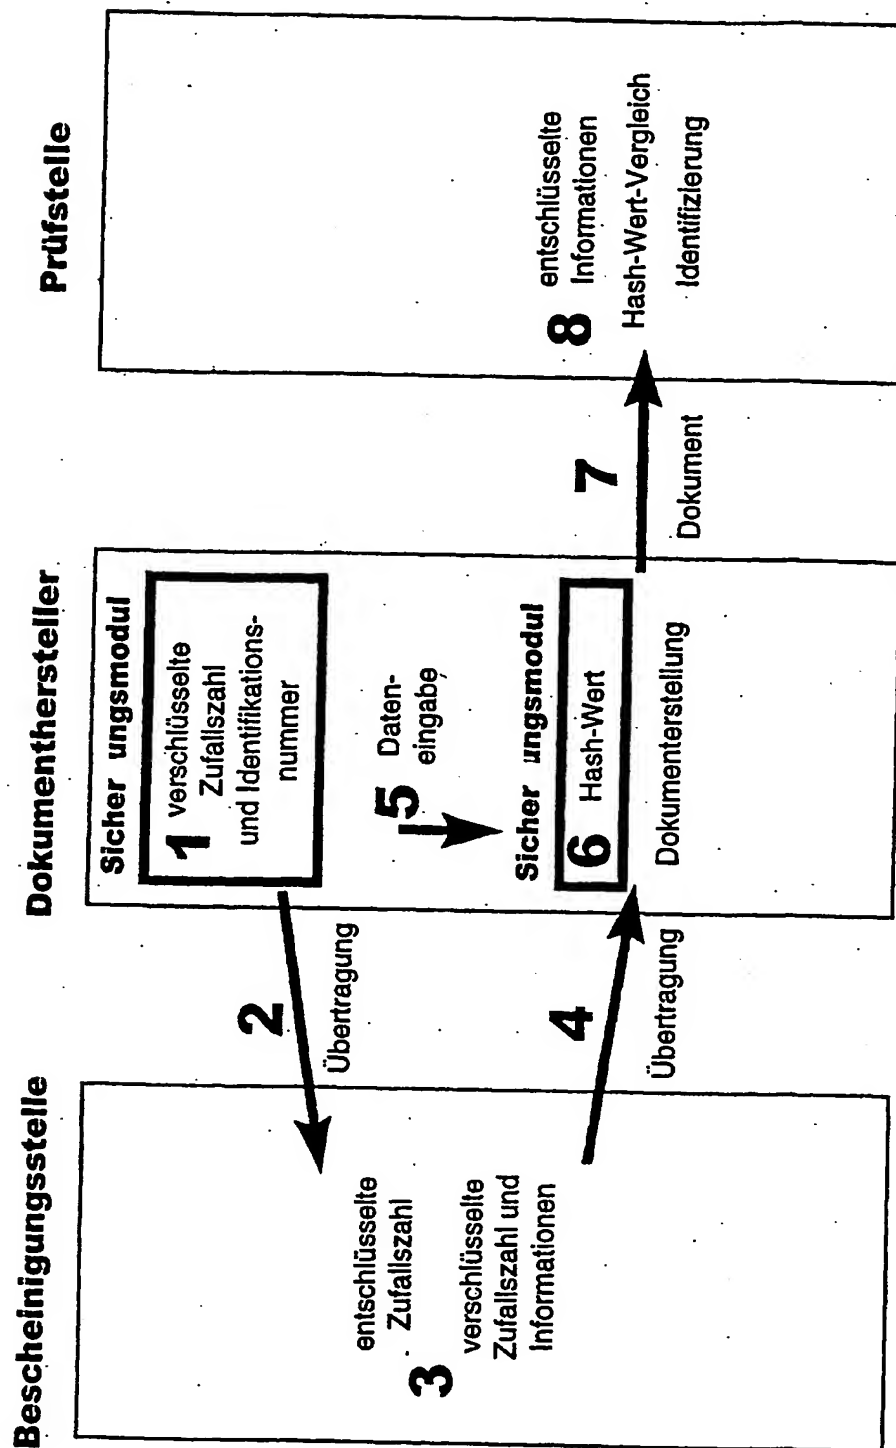 Bescheinigungsstelle
Dokumenthersteller
Prüfstelle
Sicher ungsmodul
1 verschlüsselte
Zufallszahl
und Identifikations-
nummer
2
Übertragung
entschlüsselte
Zufallszahl
3 verschlüsselte
Zufallszahl und
Informationen
4
Übertragung
5 Daten-
eingabe
Sicher ungsmodul
6 Hash-Wert
Dokumenterstellung
7
Dokument
8 entschlüsselte
Informationen
Hash-Wert-Vergleich
Identifizierung